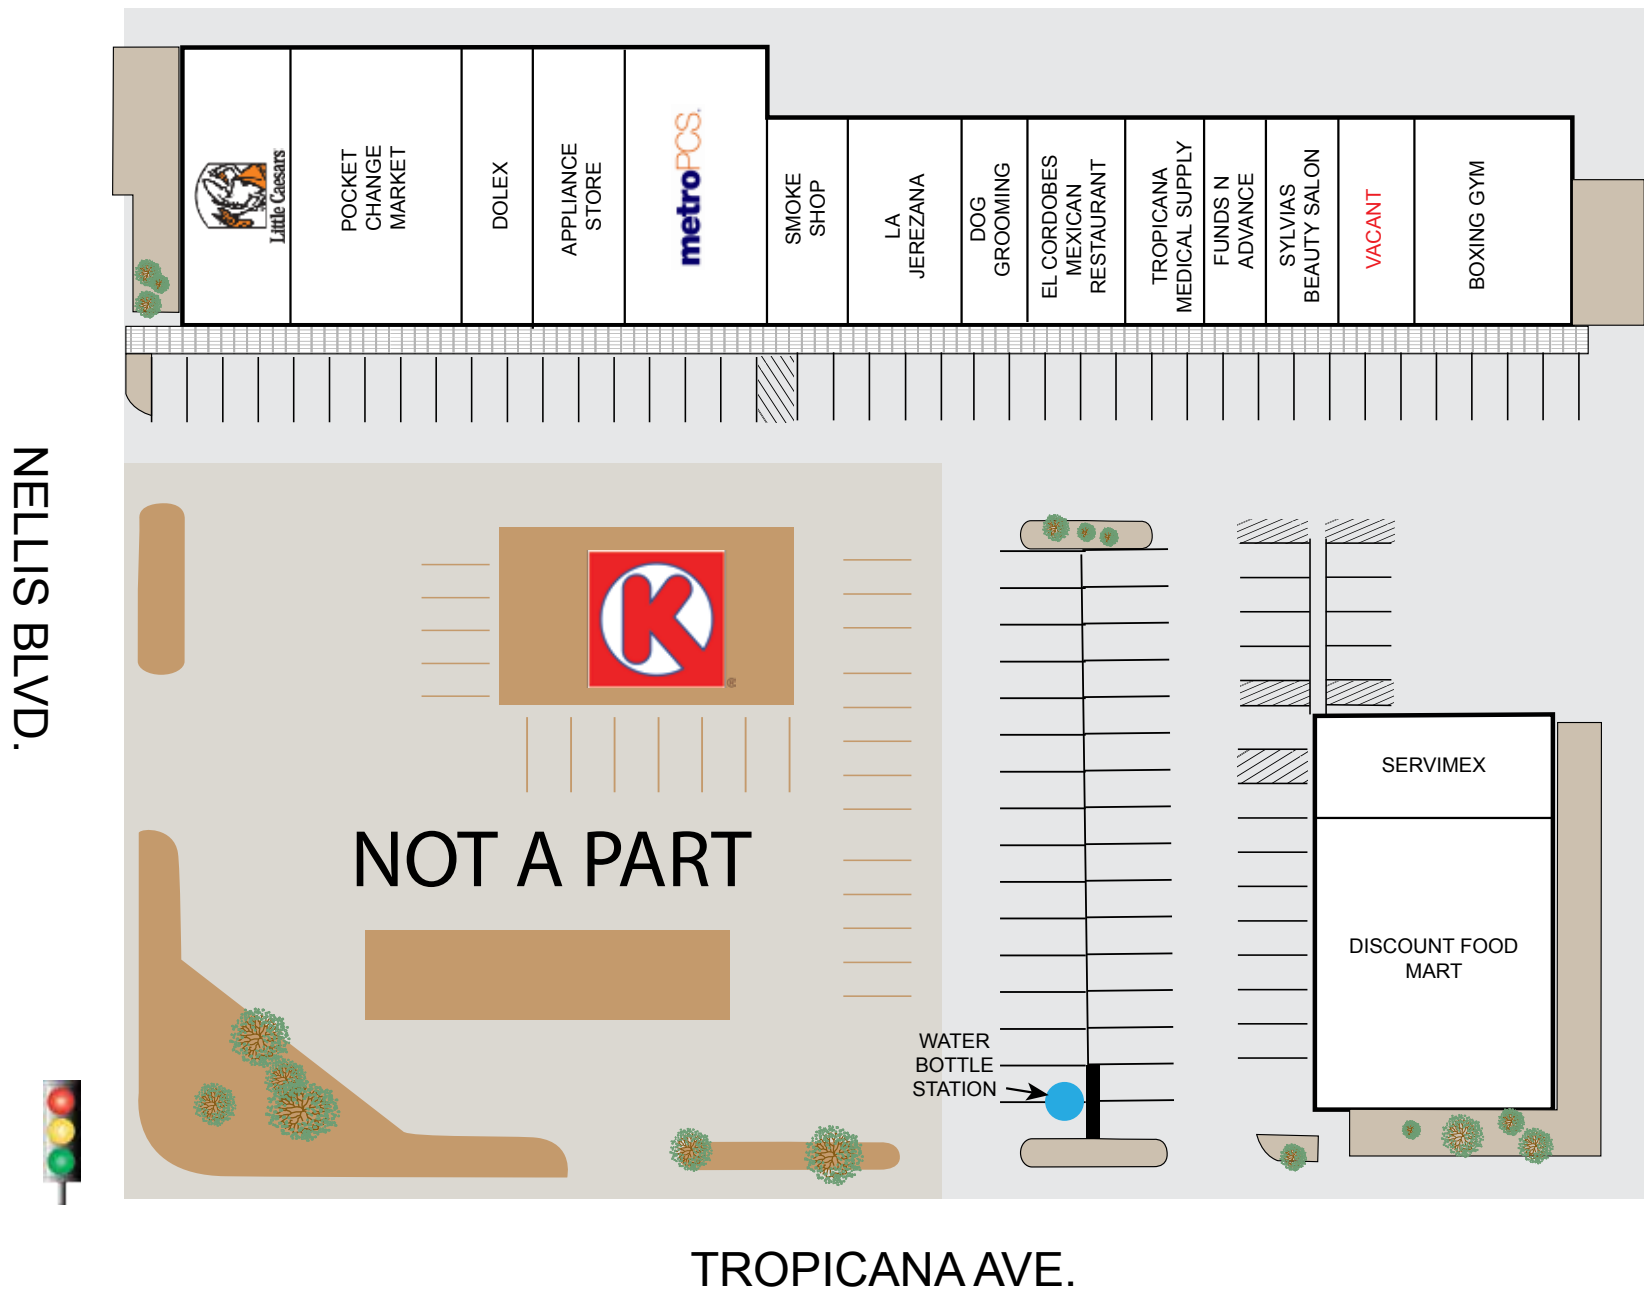 Little Caesars
POCKET
CHANGE
MARKET
DOLEX
APPLIANCE
STORE
metroPCS.
SMOKE
SHOP
LA
JEREZANA
DOG
GROOMING
EL CORDOBES
MEXICAN
RESTAURANT
TROPICANA
MEDICAL SUPPLY
FUNDS N
ADVANCE
SYLVIAS
BEAUTY SALON
VACANT
BOXING GYM
NELLIS BLVD.
K
®
NOT A PART
SERVIMEX
DISCOUNT FOOD
MART
WATER
BOTTLE
STATION
TROPICANA AVE.